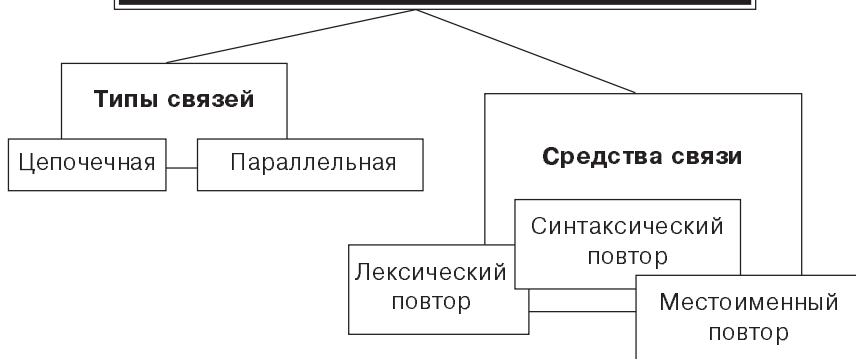 Типы связей
Цепочечная
Параллельная
Средства связи
Синтаксический
повтор
Лексический
повтор
Местоименный
повтор